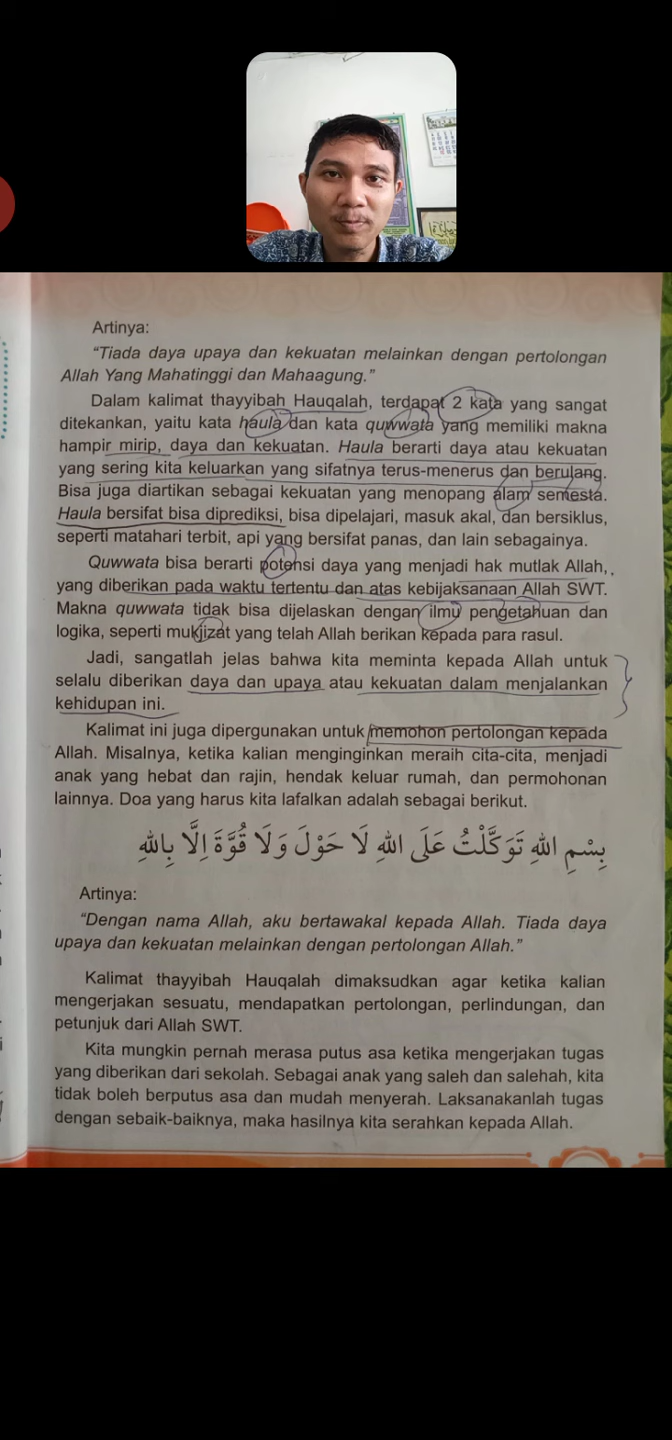 Artinya:
“Tiada daya upaya dan kekuatan melainkan dengan pertolongan
Allah Yang Mahatinggi dan Mahaagung.”
Dalam kalimat thayyibah Hauqalah, terdapat 2 kata yang sangat
ditekankan, yaitu kata haula dan kata quwwata yang memiliki makna
hampir mirip, daya dan kekuatan. Haula berarti daya atau kekuatan
yang sering kita keluarkan yang sifatnya terus-menerus dan berulang.
Bisa juga diartikan sebagai kekuatan yang menopang alam semesta.
Haula bersifat bisa diprediksi, bisa dipelajari, masuk akal, dan bersiklus,
seperti matahari terbit, api yang bersifat panas, dan lain sebagainya.
Quwwata bisa berarti potensi daya yang menjadi hak mutlak Allah,
yang diberikan pada waktu tertentu dan atas kebijaksanaan Allah SWT.
Makna quwwata tidak bisa dijelaskan dengan ilmu pengetahuan dan
logika, seperti mukjizat yang telah Allah berikan kepada para rasul.
Jadi, sangatlah jelas bahwa kita meminta kepada Allah untuk
selalu diberikan daya dan upaya atau kekuatan dalam menjalankan
kehidupan ini.
Kalimat ini juga dipergunakan untuk memohon pertolongan kepada
Allah. Misalnya, ketika kalian menginginkan meraih cita-cita, menjadi
anak yang hebat dan rajin, hendak keluar rumah, dan permohonan
lainnya. Doa yang harus kita lafalkan adalah sebagai berikut.
بِسْمِ اللهِ تَوَكَّلْتُ عَلَى اللهِ لَا حَوْلَ وَلَا قُوَّةَ اِلَّا بِاللهِ
Artinya:
“Dengan nama Allah, aku bertawakal kepada Allah. Tiada daya
upaya dan kekuatan melainkan dengan pertolongan Allah.”
Kalimat thayyibah Hauqalah dimaksudkan agar ketika kalian
mengerjakan sesuatu, mendapatkan pertolongan, perlindungan, dan
petunjuk dari Allah SWT.
Kita mungkin pernah merasa putus asa ketika mengerjakan tugas
yang diberikan dari sekolah. Sebagai anak yang saleh dan salehah, kita
tidak boleh berputus asa dan mudah menyerah. Laksanakanlah tugas
dengan sebaik-baiknya, maka hasilnya kita serahkan kepada Allah.